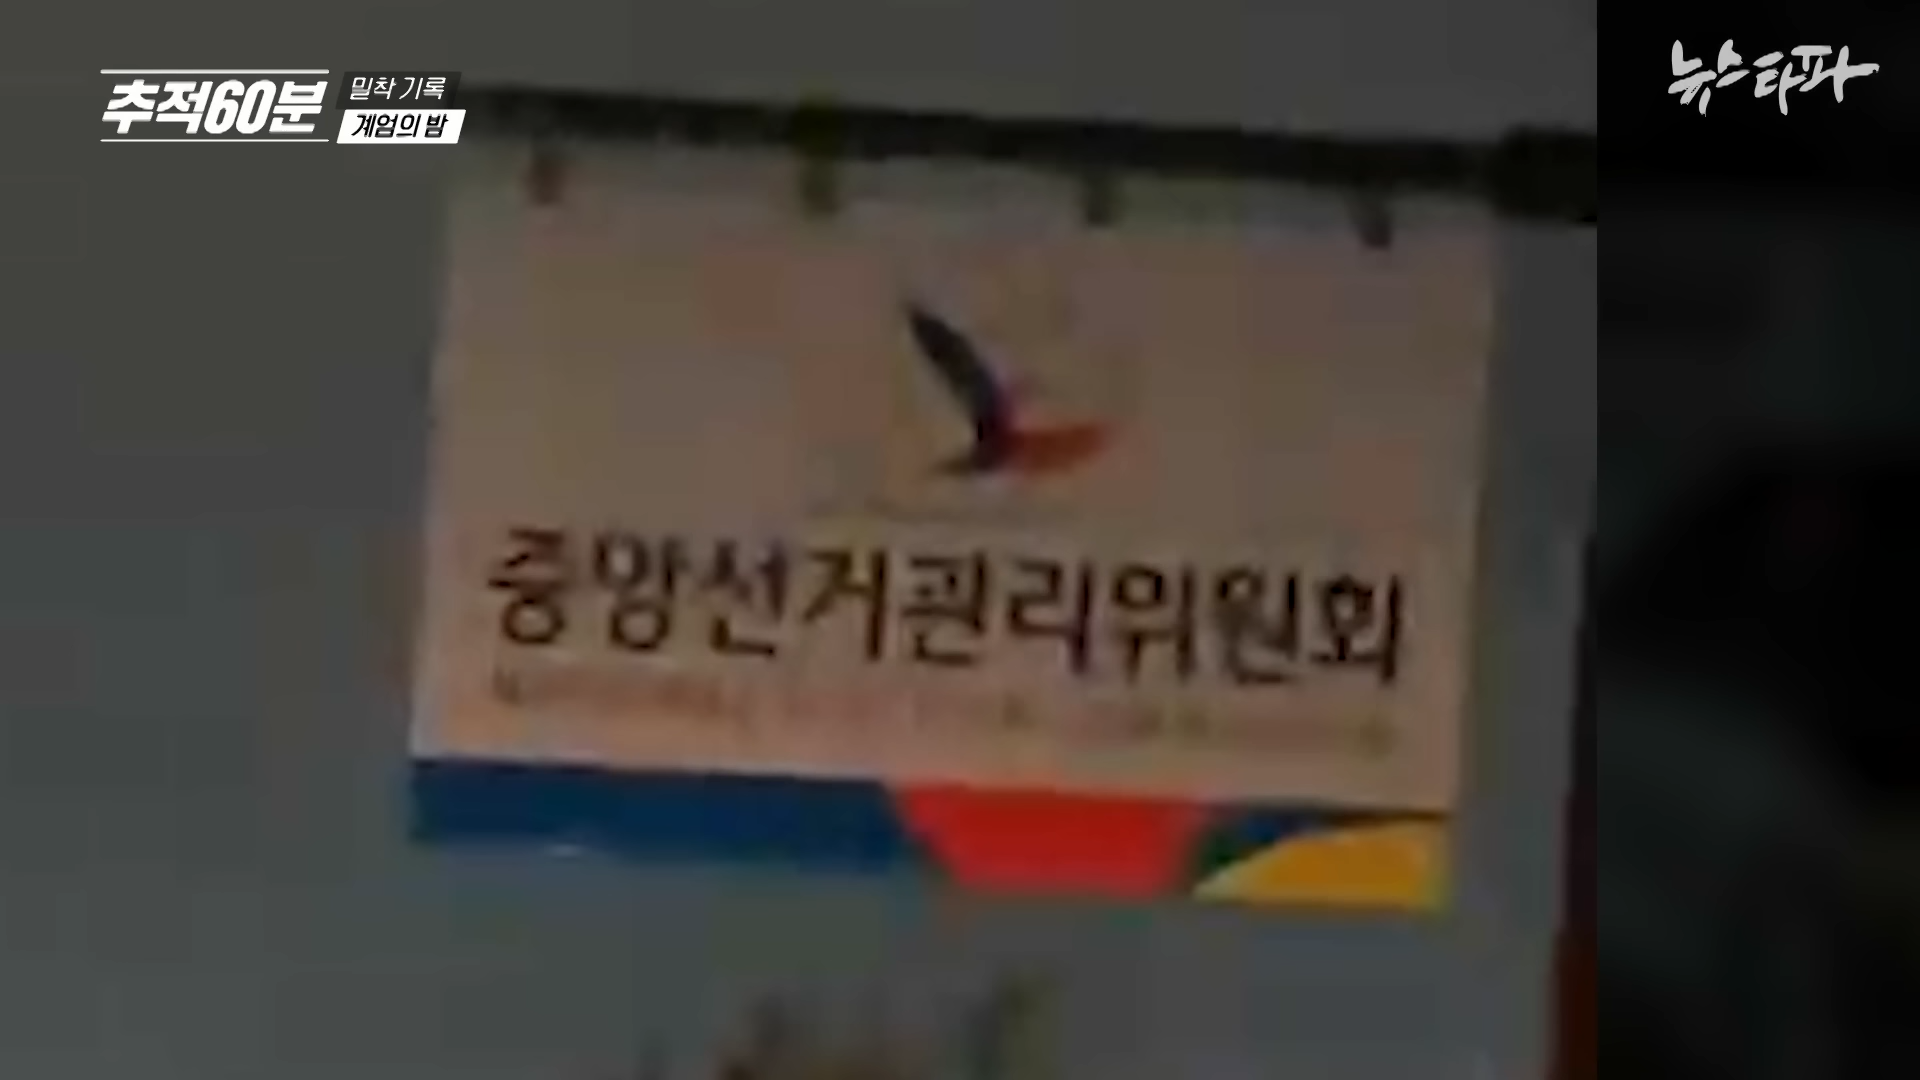 추적60분
밀착 기록
계엄의 밤
뉴스타파
중앙선거관리위원회